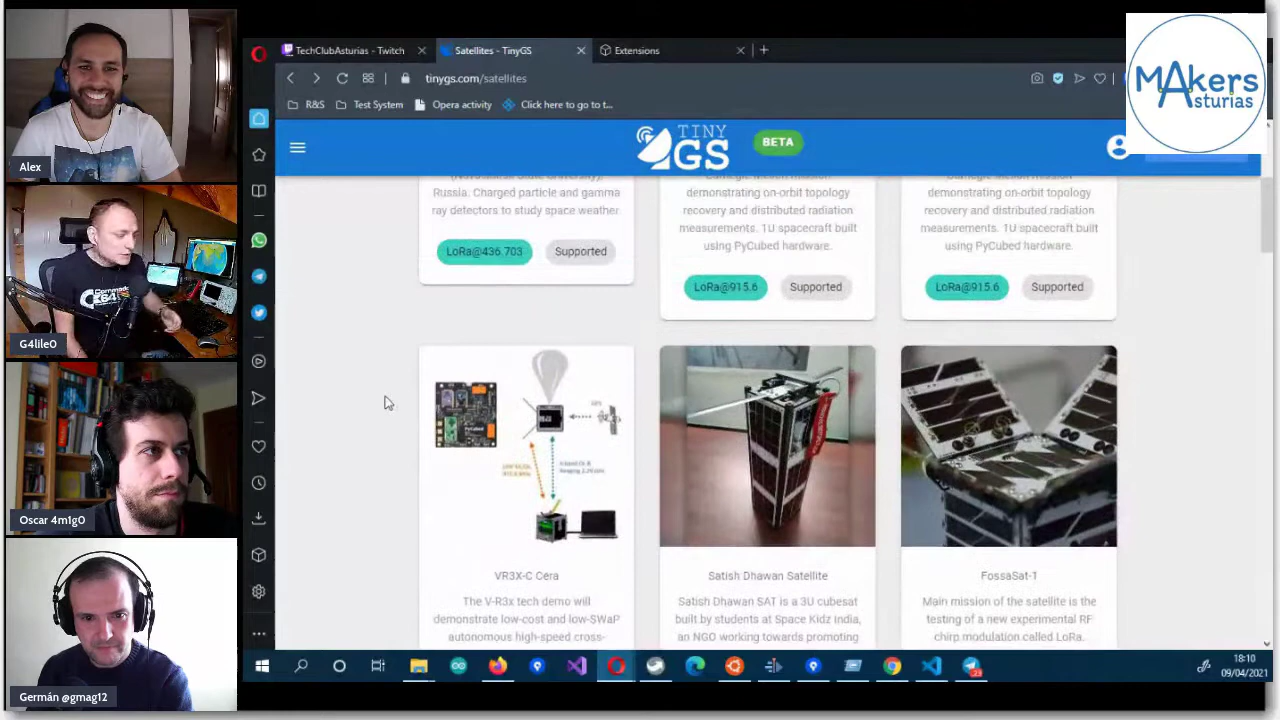 Alex
G4lile0
Oscar 4m1g0
Germán @gmag12
TechClubAsturias - Twitch
Satellites - TinyGS
Extensions
tinygs.com/satellites
R&S
Test System
Opera activity
Click here to go to t...
MAkers
Asturias
TINY
GS
BETA
Russia. Charged particle and gamma
ray detectors to study space weather.
LoRa@436.703
Supported
demonstrating on-orbit topology
recovery and distributed radiation
measurements. 1U spacecraft built
using PyCubed hardware.
LoRa@915.6
Supported
demonstrating on-orbit topology
recovery and distributed radiation
measurements. 1U spacecraft built
using PyCubed hardware.
LoRa@915.6
Supported
VR3X-C Cera
The V-R3x tech demo will
demonstrate low-cost and low-SWaP
autonomous high-speed cross-
Satish Dhawan Satellite
Satish Dhawan SAT is a 3U cubesat
built by students at Space Kidz India,
an NGO working towards promoting
FossaSat-1
Main mission of the satellite is the
testing of a new experimental RF
chirp modulation called LoRa.
18:10
09/04/2021
Commodore
C64